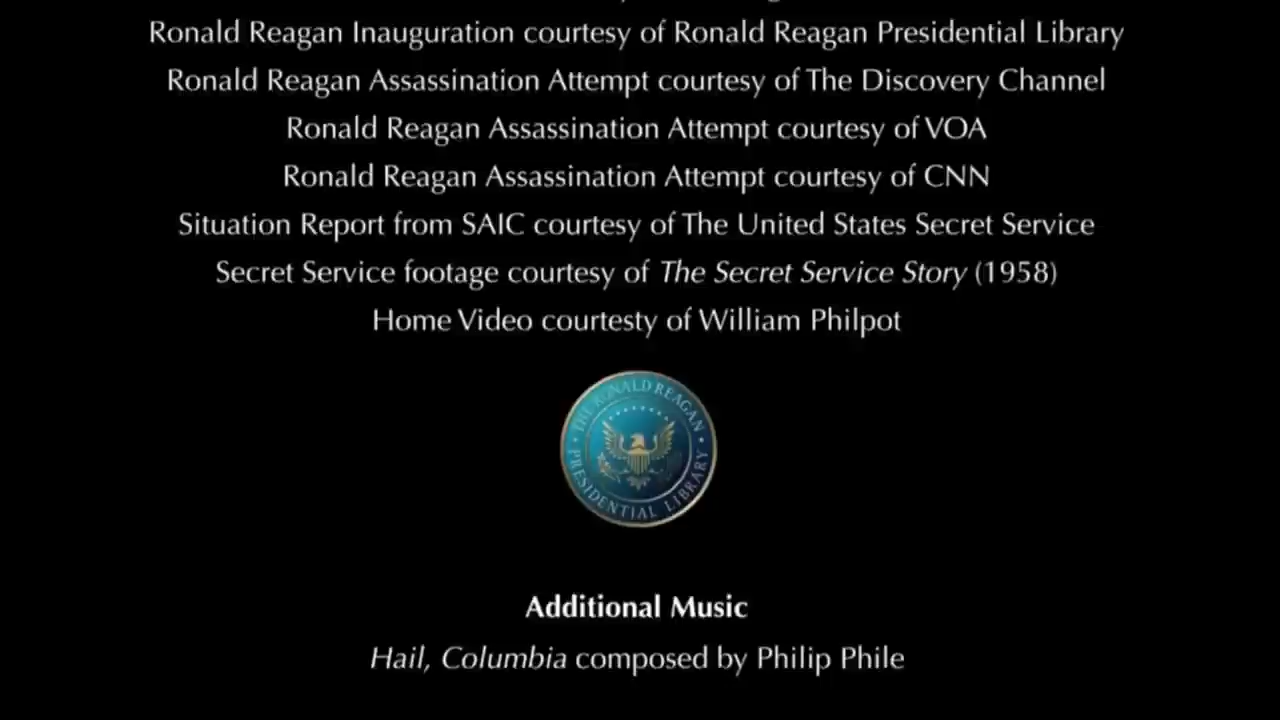 Ronald Reagan Inauguration courtesy of Ronald Reagan Presidential Library
Ronald Reagan Assassination Attempt courtesy of The Discovery Channel
Ronald Reagan Assassination Attempt courtesy of VOA
Ronald Reagan Assassination Attempt courtesy of CNN
Situation Report from SAIC courtesy of The United States Secret Service
Secret Service footage courtesy of The Secret Service Story (1958)
Home Video courtesty of William Philpot
THE RONALD REAGAN
PRESIDENTIAL LIBRARY
Additional Music
Hail, Columbia composed by Philip Phile